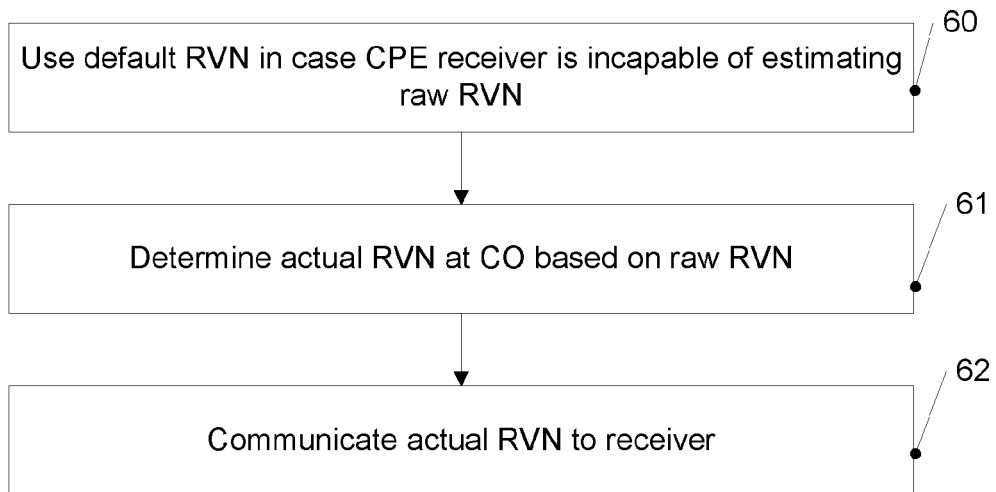 60
Use default RVN in case CPE receiver is incapable of estimating
raw RVN
61
Determine actual RVN at CO based on raw RVN
62
Communicate actual RVN to receiver